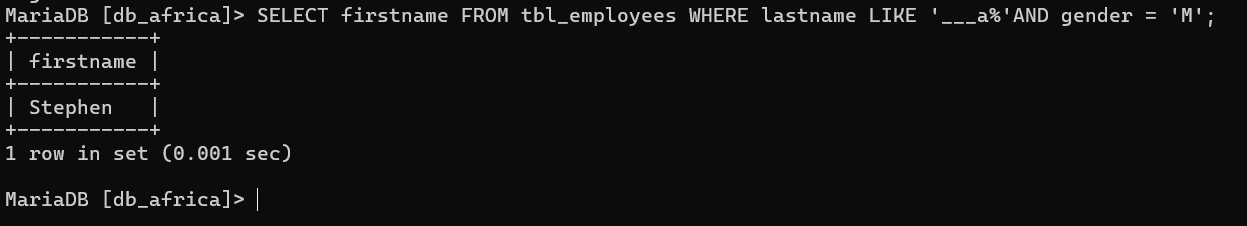 MariaDB [db_africa]> SELECT firstname FROM tbl_employees WHERE lastname LIKE '___a%'AND gender = 'M';
+-----------+
| firstname |
+-----------+
| Stephen   |
+-----------+
1 row in set (0.001 sec)
MariaDB [db_africa]>